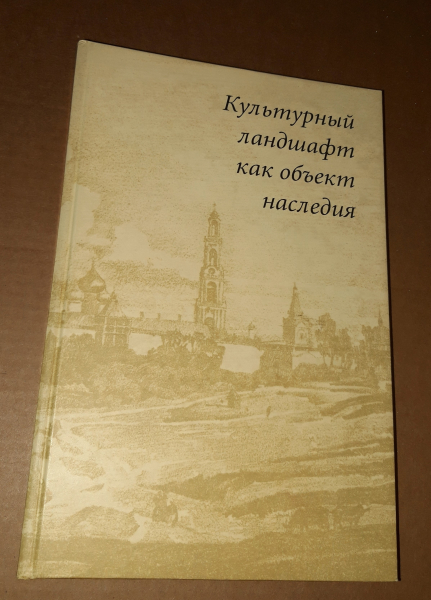 Культурный
ландшафт
как объект
наследия